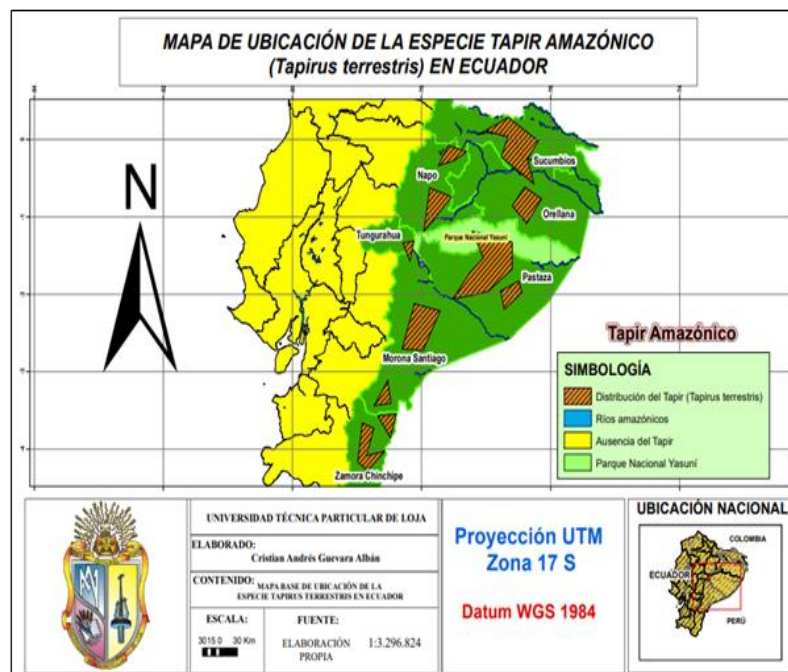 MAPA DE UBICACIÓN DE LA ESPECIE TAPIR AMAZÓNICO
(Tapirus terrestris) EN ECUADOR
N
Sucumbios
Napo
Orellana
Tungurahua
Parque Nacional Yasuní
Pastaza
Morona Santiago
Zamora Chinchipe
Tapir Amazónico
SIMBOLOGÍA
Distribución del Tapir (Tapirus terrestris)
Ríos amazónicos
Ausencia del Tapir
Parque Nacional Yasuní
UNIVERSIDAD TÉCNICA PARTICULAR DE LOJA
ELABORADO:
Cristian Andrés Guevara Albán
CONTENIDO: MAPA BASE DE UBICACIÓN DE LA
ESPECIE TAPIRUS TERRESTRIS EN ECUADOR
ESCALA:
3015 0 30 Km
FUENTE:
ELABORACIÓN
PROPIA
1:3.296.824
Proyección UTM
Zona 17 S
Datum WGS 1984
UBICACIÓN NACIONAL
COLOMBIA
ECUADOR
PERÚ